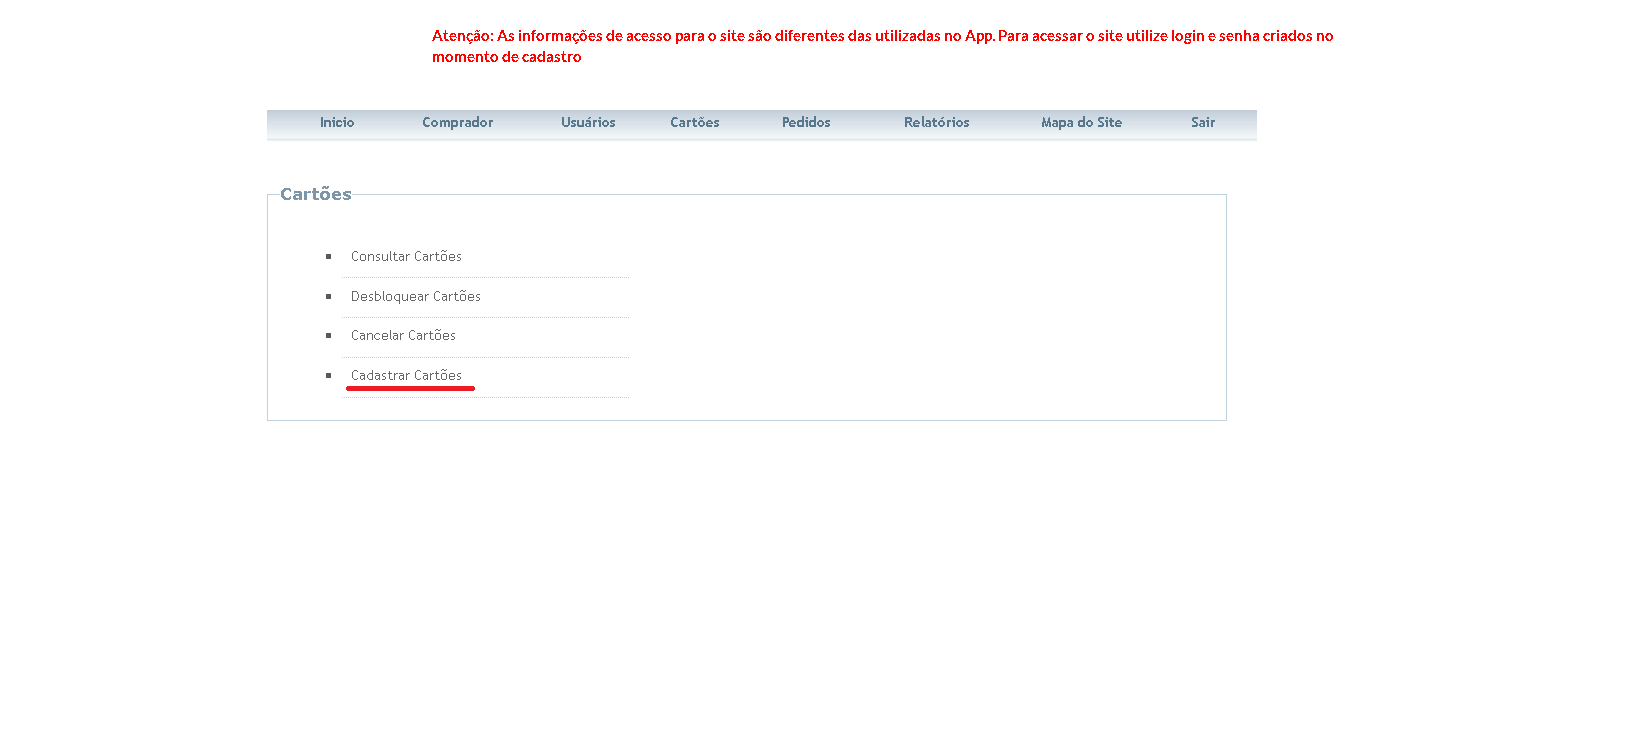 Atenção: As informações de acesso para o site são diferentes das utilizadas no App. Para acessar o site utilize login e senha criados no
momento de cadastro
Inicio Comprador Usuários Cartões Pedidos Relatórios Mapa do Site Sair
Cartões
Consultar Cartões
Desbloquear Cartões
Cancelar Cartões
Cadastrar Cartões